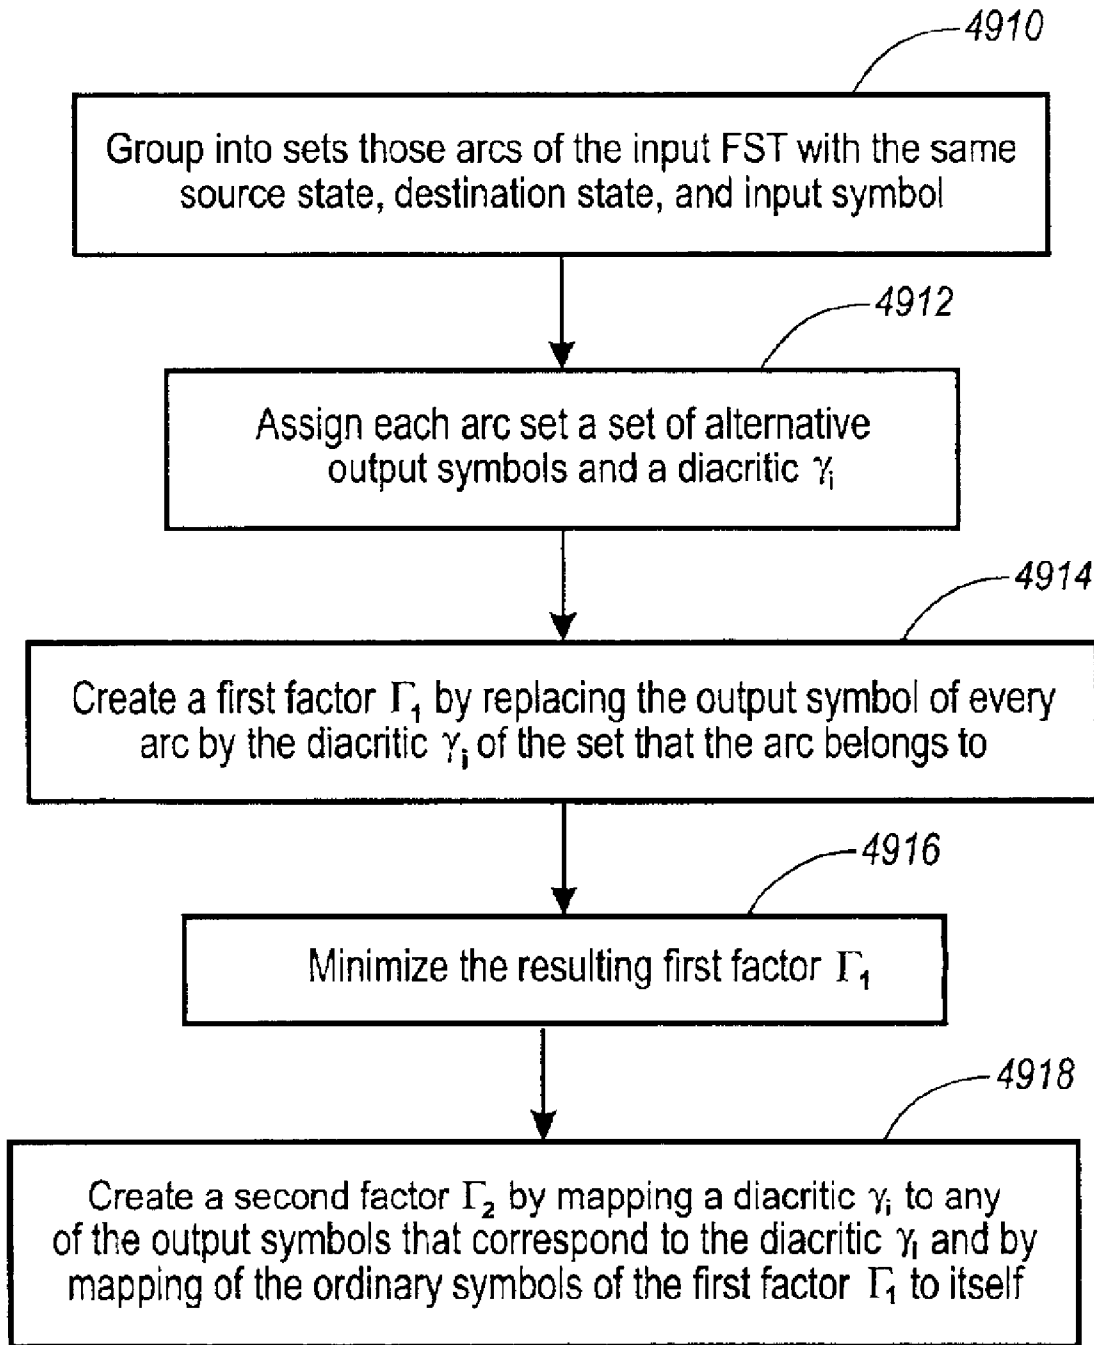 4910
Group into sets those arcs of the input FST with the same
source state, destination state, and input symbol
4912
Assign each arc set a set of alternative
output symbols and a diacritic γi
4914
Create a first factor Γ1 by replacing the output symbol of every
arc by the diacritic γi of the set that the arc belongs to
4916
Minimize the resulting first factor Γ1
4918
Create a second factor Γ2 by mapping a diacritic γi to any
of the output symbols that correspond to the diacritic γi and by
mapping of the ordinary symbols of the first factor Γ1 to itself